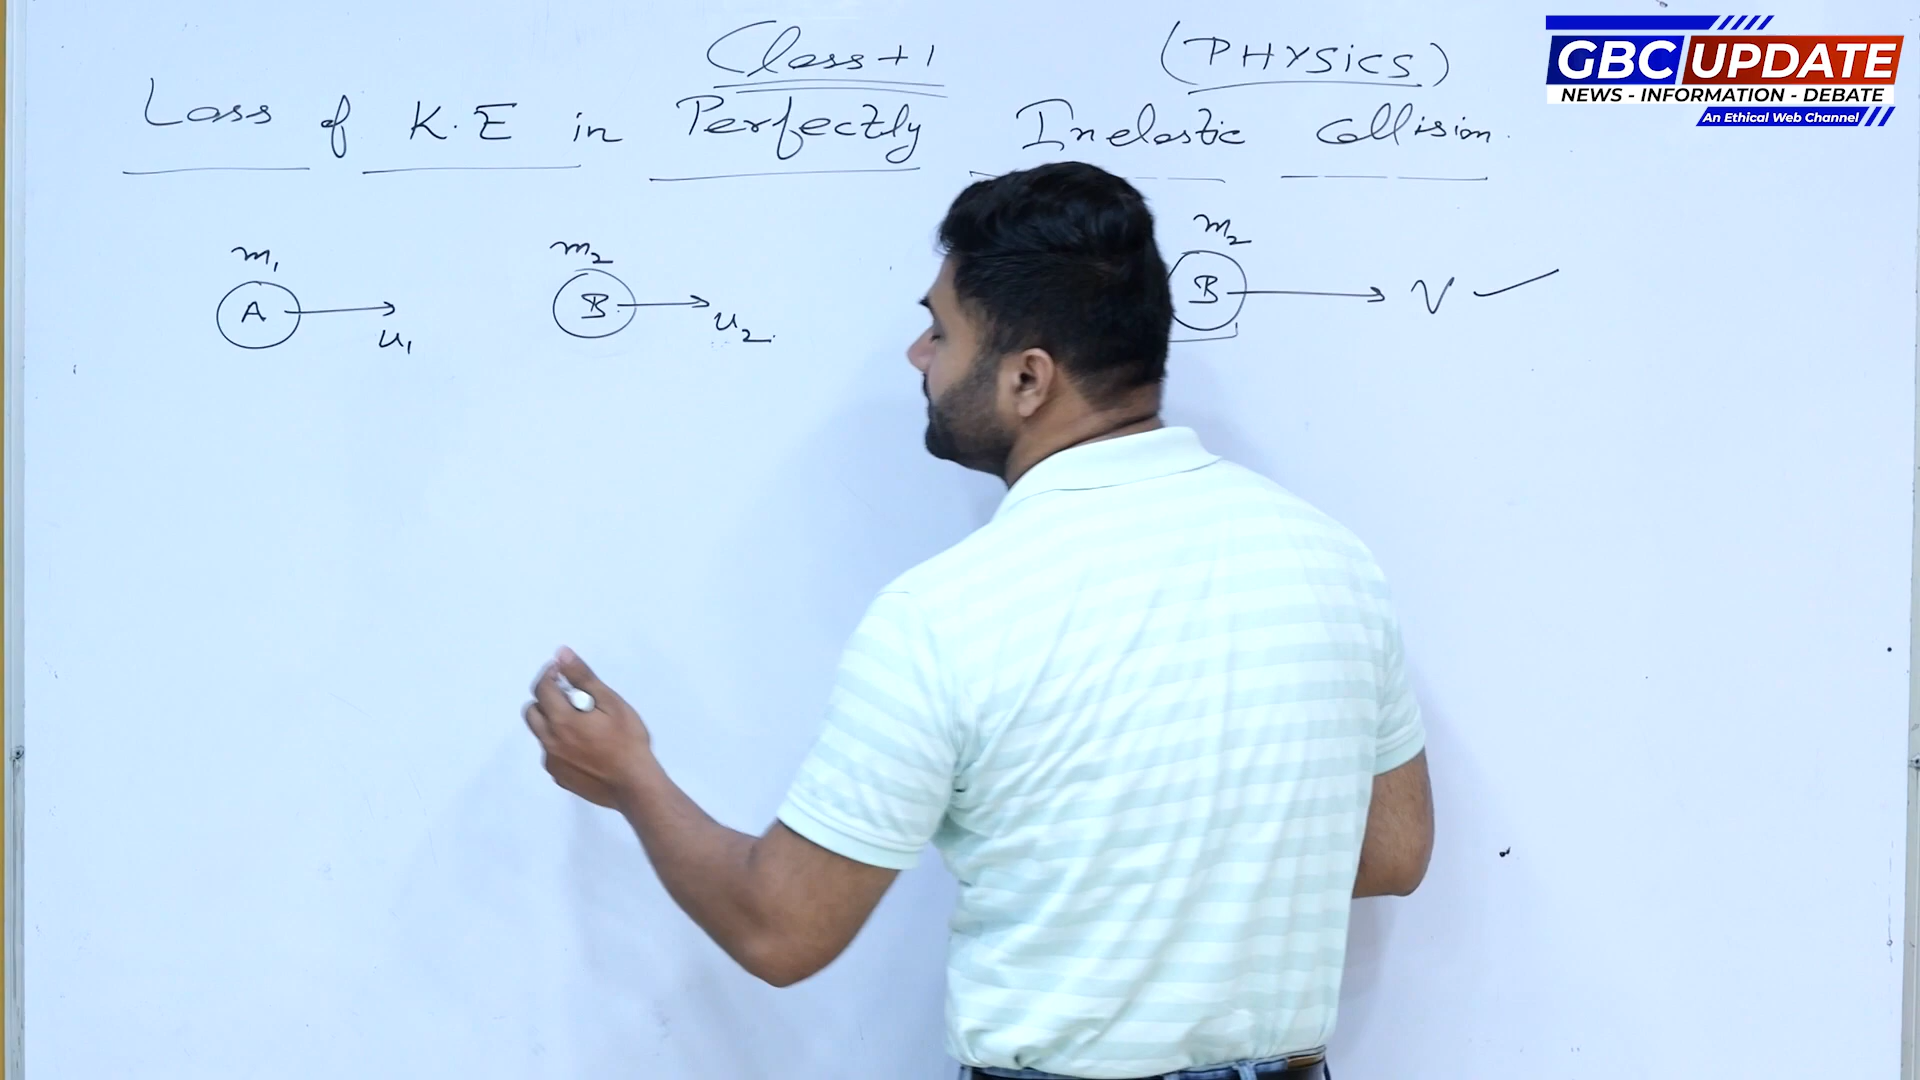 Class +1 (PHYSICS)
Loss of K.E in Perfectly Inelastic Collision.
m₁ m₂ m₂
A u₁ B u₂ B V
GBC UPDATE
NEWS - INFORMATION - DEBATE
An Ethical Web Channel